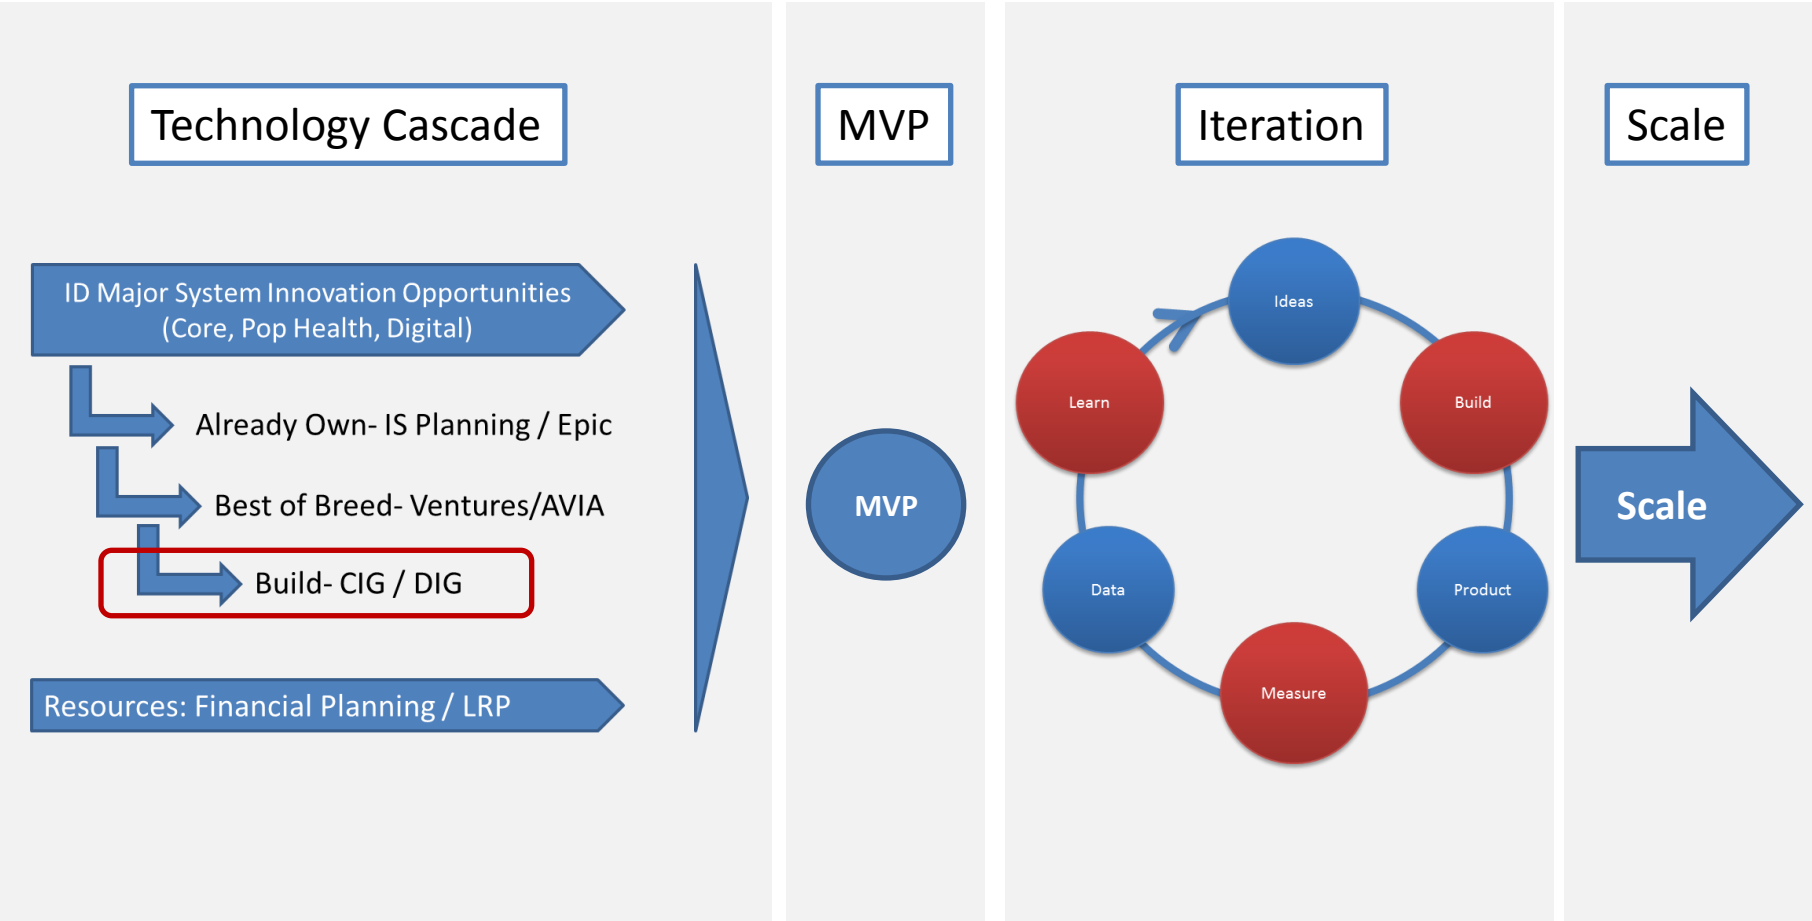 Technology Cascade
ID Major System Innovation Opportunities
(Core, Pop Health, Digital)
Already Own- IS Planning / Epic
Best of Breed- Ventures/AVIA
Build- CIG / DIG
Resources: Financial Planning / LRP
MVP
MVP
Iteration
Ideas
Build
Product
Measure
Data
Learn
Scale
Scale